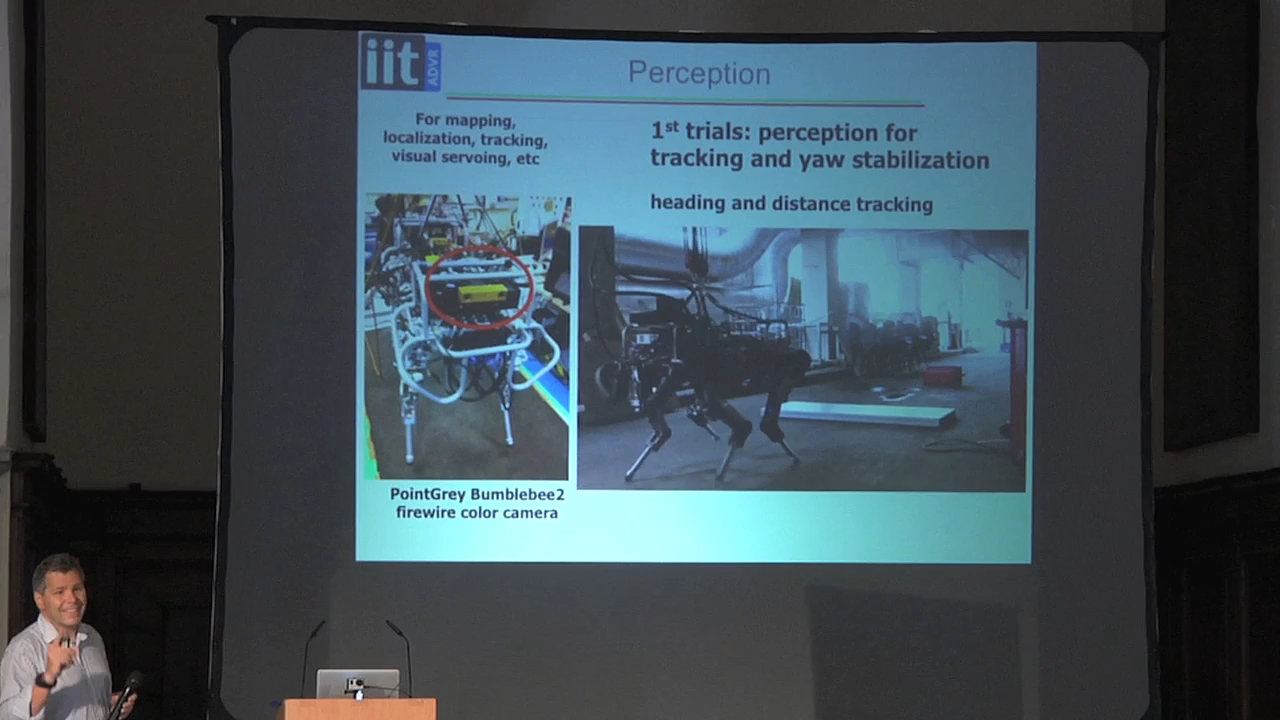 iit
ADVR
Perception
For mapping,
localization, tracking,
visual servoing, etc
1st trials: perception for
tracking and yaw stabilization
heading and distance tracking
PointGrey Bumblebee2
firewire color camera